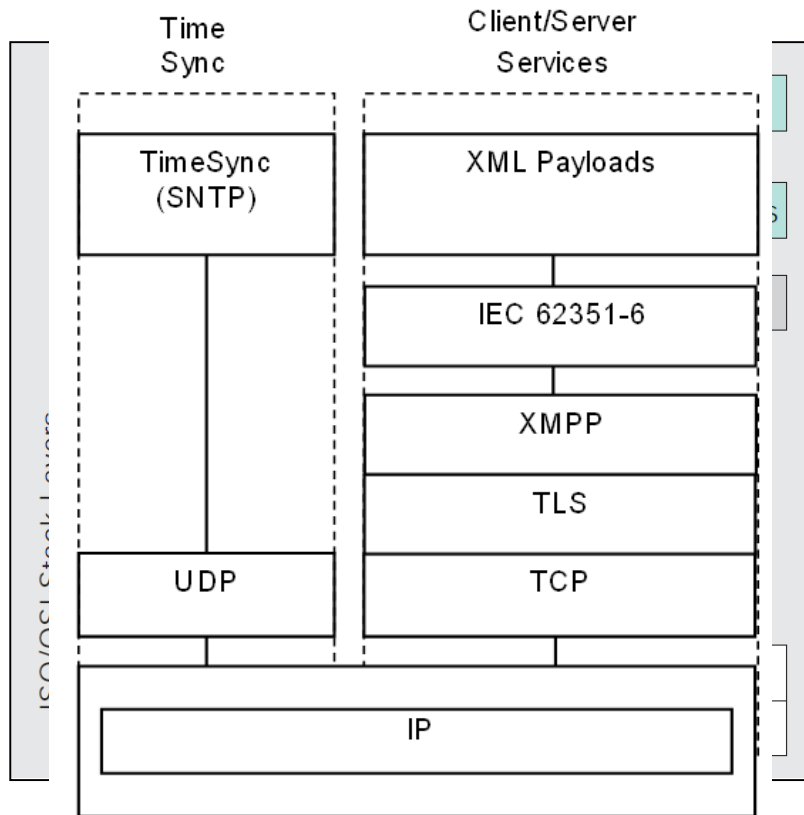 Time
Sync
Client/Server
Services
TimeSync
(SNTP)
XML Payloads
IEC 62351-6
XMPP
TLS
UDP
TCP
IP